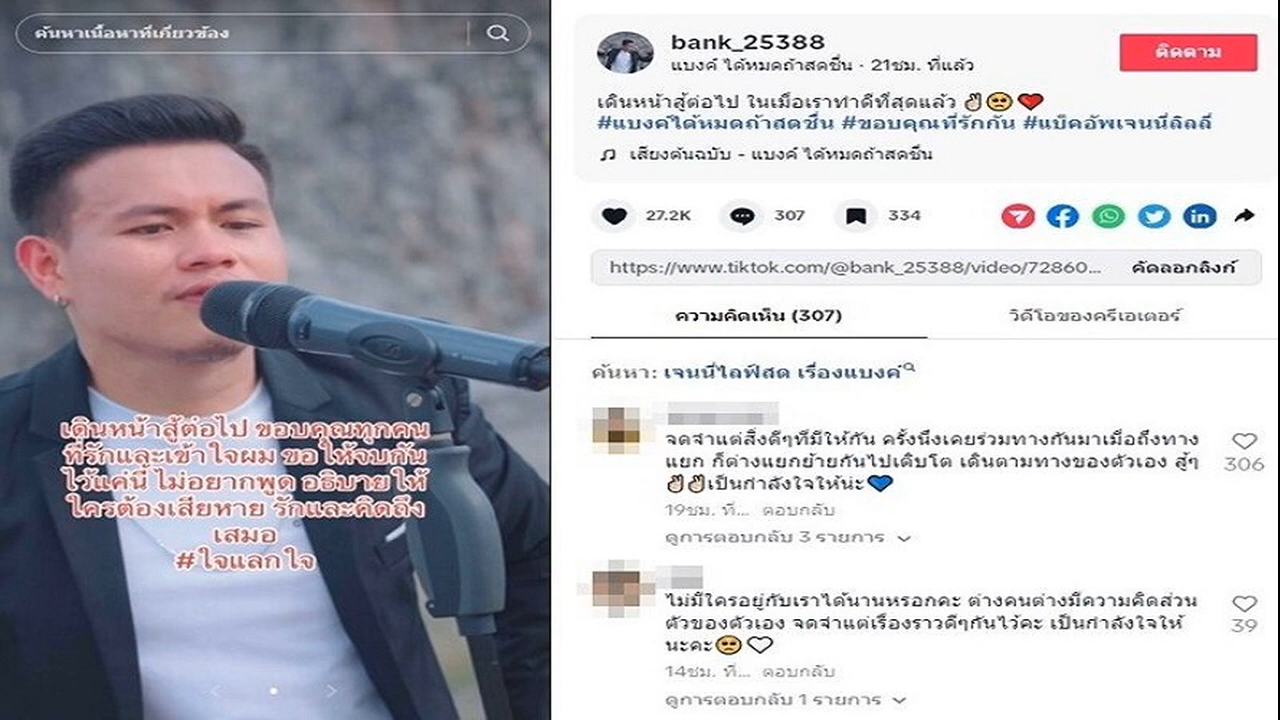 ค้นหาเนื้อหาที่เกี่ยวข้อง
เดินหน้าสู้ต่อไป ขอบคุณทุกคน
ที่รักและเข้าใจผม ขอให้จบกัน
ไว้แค่นี้ ไม่อยากพูด อธิบายให้
ใครต้องเสียหาย รักและคิดถึง
เสมอ
#ใจแลกใจ
bank_25388
แบงค์ ได้หมดถ้าสดชื่น · 21ชม. ที่แล้ว
ติดตาม
เดินหน้าสู้ต่อไป ในเมื่อเราทำดีที่สุดแล้ว ✌🏻🥺❤️
#แบงค์ได้หมดถ้าสดชื่น #ขอบคุณที่รักกัน #แบ็คอัพเจนนี่ลิลลี่
♫ เสียงต้นฉบับ - แบงค์ ได้หมดถ้าสดชื่น
27.2K 307 334
https://www.tiktok.com/@bank_25388/video/72860... คัดลอกลิงก์
ความคิดเห็น (307) วิดีโอของครีเอเตอร์
ค้นหา: เจนนี่ไลฟ์สด เรื่องแบงค์
จดจำแต่สิ่งดีๆที่มีให้กัน ครั้งนึงเคยร่วมทางกันมาเมื่อถึงทาง
แยก ก็ต่างแยกย้ายกันไปเติบโต เดินตามทางของตัวเอง สู้ๆ
✌🏻✌🏻เป็นกำลังใจให้น่ะ💙
306
19ชม. ที่... ตอบกลับ
ดูการตอบกลับ 3 รายการ
ไม่มีใครอยู่กับเราได้นานหรอกคะ ต่างคนต่างมีความคิดส่วน
ตัวของตัวเอง จดจำแต่เรื่องราวดีๆกันไว้คะ เป็นกำลังใจให้
นะคะ🥺🤍
39
14ชม. ที่... ตอบกลับ
ดูการตอบกลับ 1 รายการ